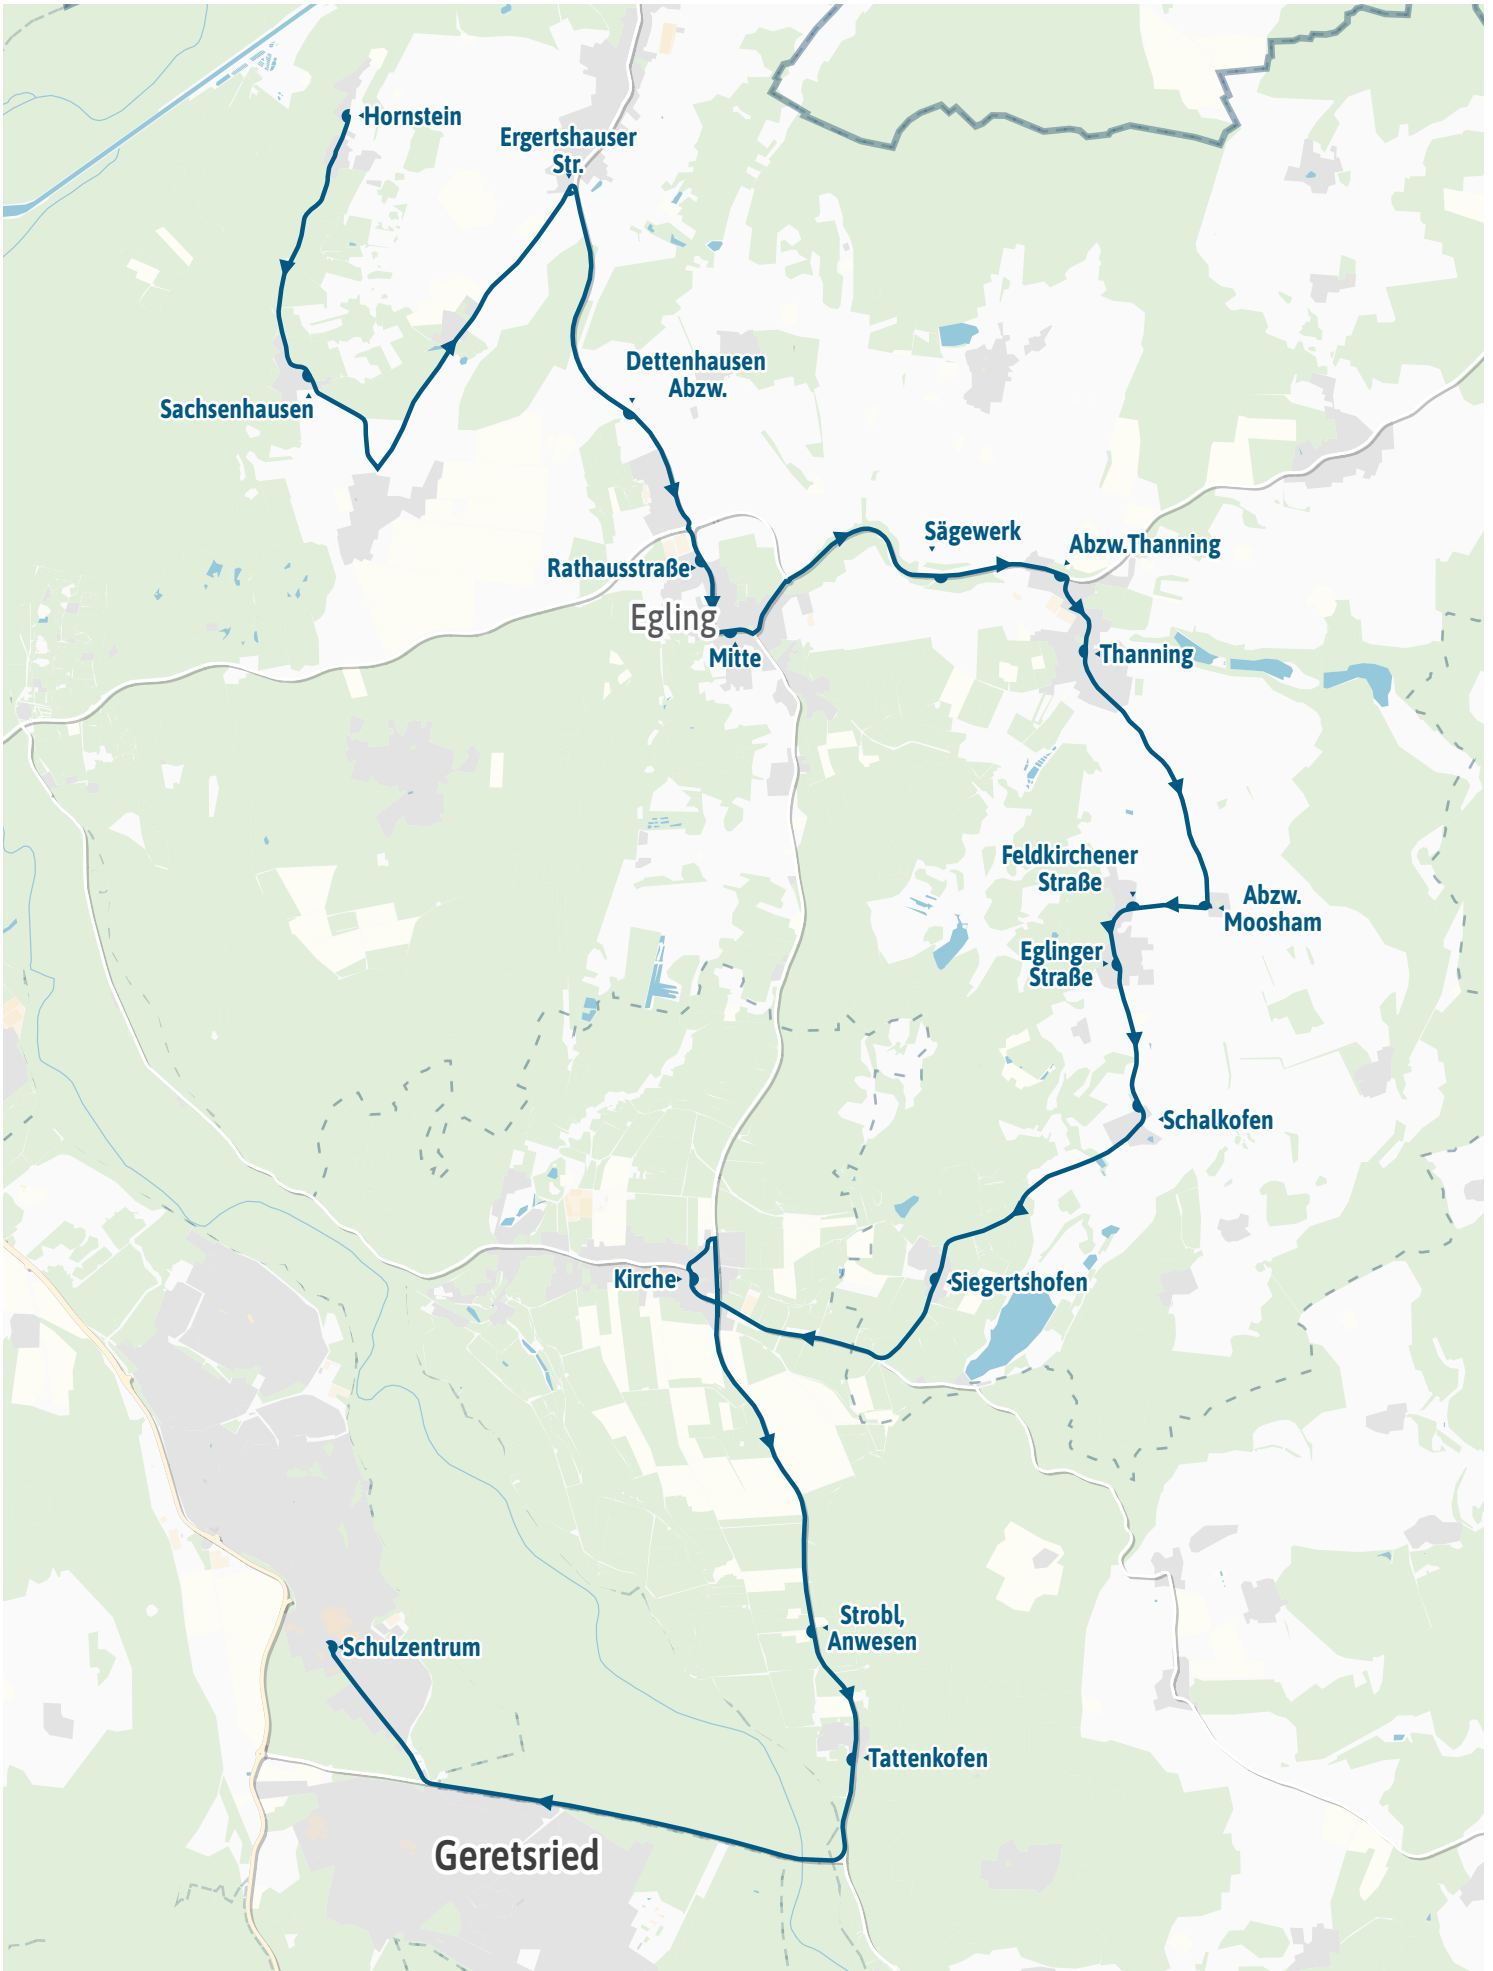 Hornstein
Ergertshauser
Str.
Dettenhausen
Abzw.
Sachsenhausen
Sägewerk
Abzw.Thanning
Rathausstraße
Egling
Mitte
Thanning
Feldkirchener
Straße
Abzw.
Moosham
Eglinger
Straße
Schalkofen
Kirche
Siegertshofen
Strobl,
Anwesen
Schulzentrum
Tattenkofen
Geretsried